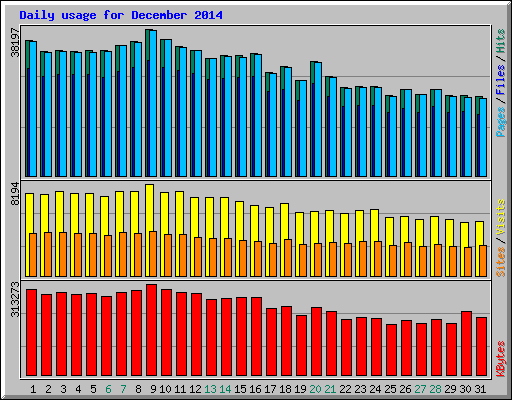 Daily usage for December 2014
38197
Pages / Files / Hits
8194
Sites / Visits
313273
KBytes
1 2 3 4 5 6 7 8 9 10 11 12 13 14 15 16 17 18 19 20 21 22 23 24 25 26 27 28 29 30 31